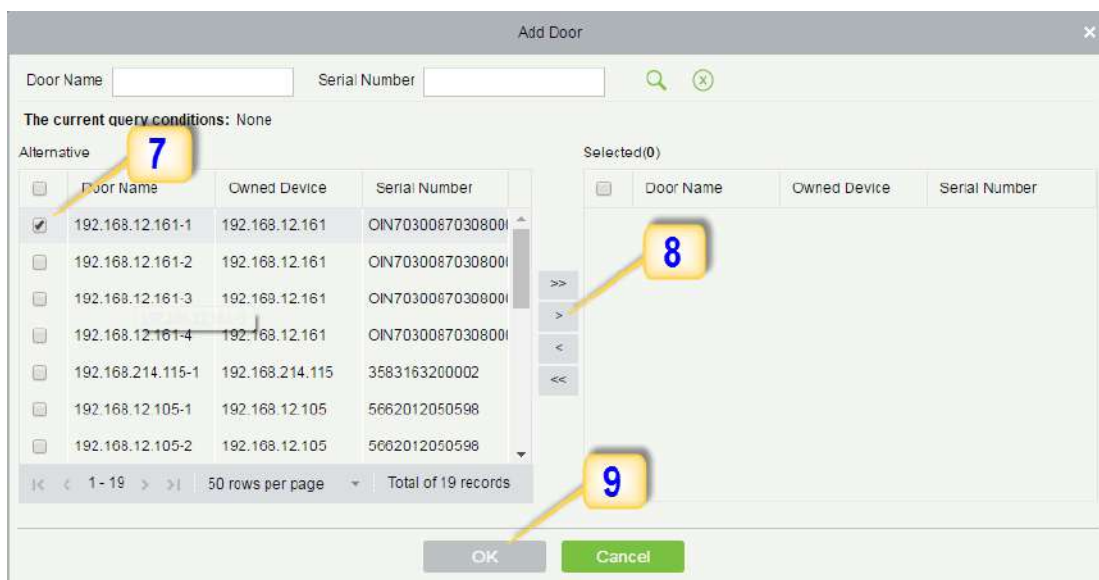 Add Door ×
Door Name Serial Number
The current query conditions: None
Alternative Selected(0)
7
Door Name Owned Device Serial Number Door Name Owned Device Serial Number
192.168.12.161-1 192.168.12.161 OIN7030087030800
192.168.12.161-2 192.168.12.161 OIN7030087030800
8
192.168.12.161-3 192.168.12.161 OIN7030087030800
192.168.12.161-4 192.168.12.161 OIN7030087030800
192.168.214.115-1 192.168.214.115 3583163200002
192.168.12.105-1 192.168.12.105 5662012050598
192.168.12.105-2 192.168.12.105 5662012050598
>>
>
<
<<
|< < 1 - 19 > >| 50 rows per page Total of 19 records
9
OK Cancel